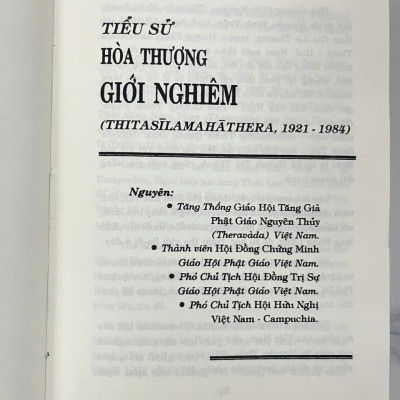 TIỂU SỬ
HÒA THƯỢNG
GIỚI NGHIÊM
(THITASĪLAMAHĀTHERA, 1921 - 1984)
Nguyên:
• Tăng Thống Giáo Hội Tăng Già
Phật Giáo Nguyên Thủy
(Theravàda) Việt Nam.
• Thành viên Hội Đồng Chứng Minh
Giáo Hội Phật Giáo Việt Nam.
• Phó Chủ Tịch Hội Đồng Trị Sự
Giáo Hội Phật Giáo Việt Nam.
• Phó Chủ Tịch Hội Hữu Nghị
Việt Nam - Campuchia.